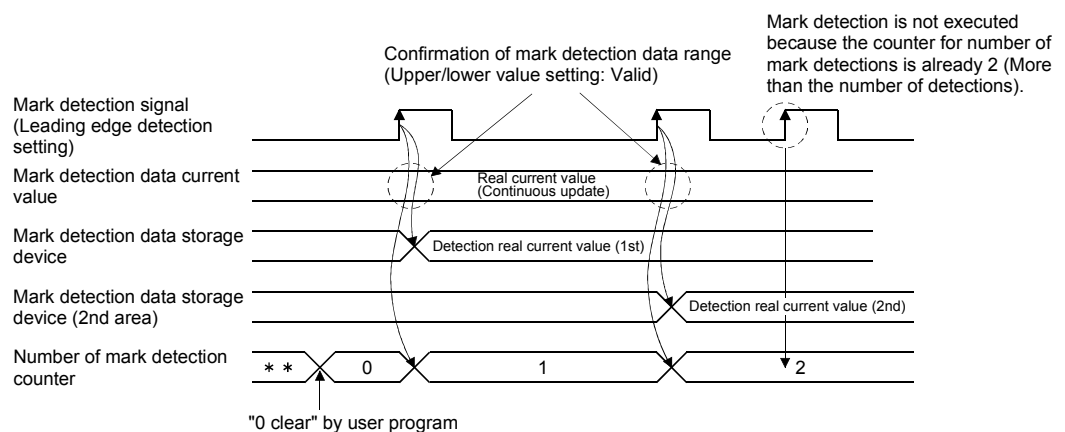 Mark detection is not executed
because the counter for number of
mark detections is already 2 (More
than the number of detections).
Confirmation of mark detection data range
(Upper/lower value setting: Valid)
Mark detection signal
(Leading edge detection
setting)
Mark detection data current
value
Real current value
(Continuous update)
Mark detection data storage
device
Detection real current value (1st)
Mark detection data storage
device (2nd area)
Detection real current value (2nd)
Number of mark detection
counter
* *
0
1
2
"0 clear" by user program